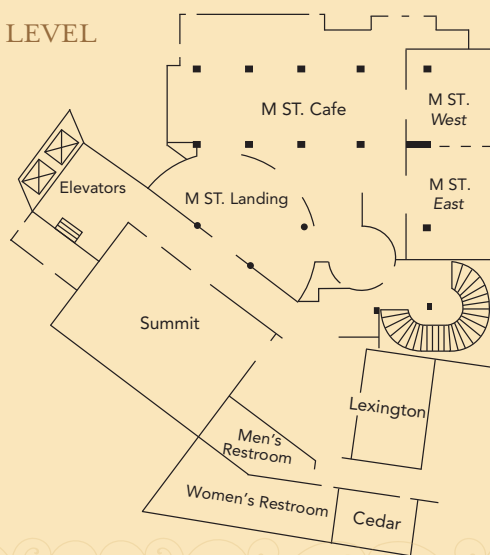 LEVEL
M ST. Cafe
M ST.
West
M ST.
East
Elevators
M ST. Landing
Summit
Lexington
Men's
Restroom
Women's Restroom
Cedar